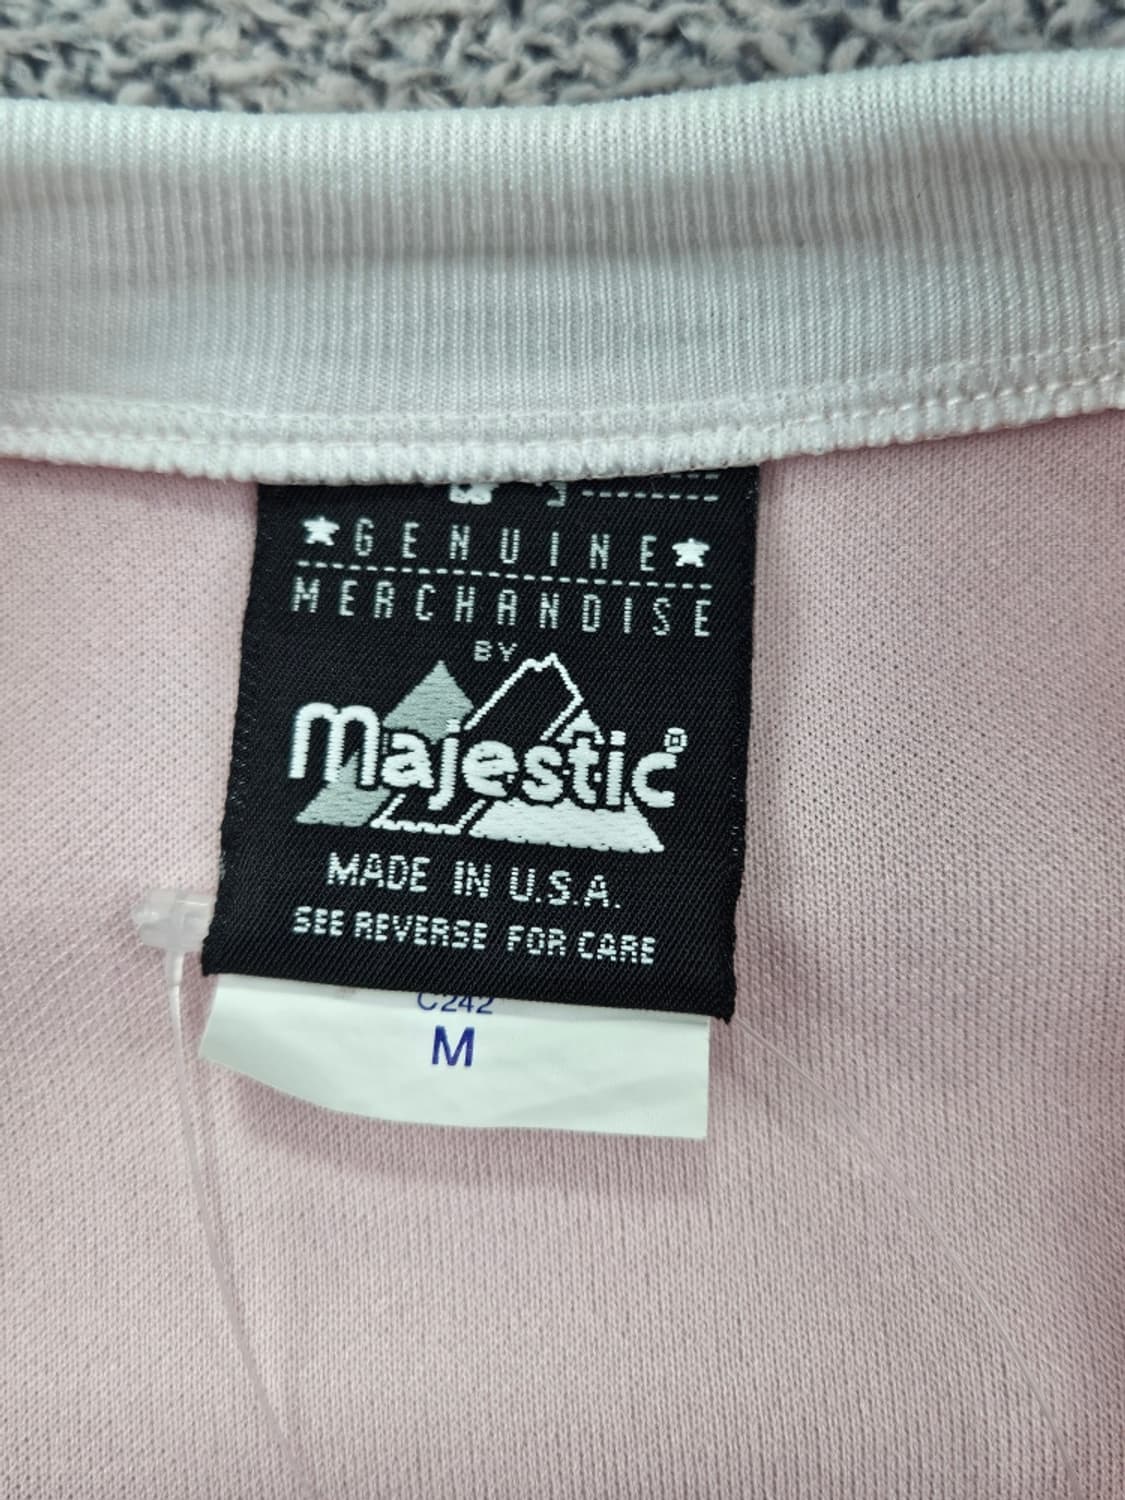 GENUINE
MERCHANDISE
BY
Majestic®
MADE IN U.S.A.
SEE REVERSE FOR CARE
C242
M